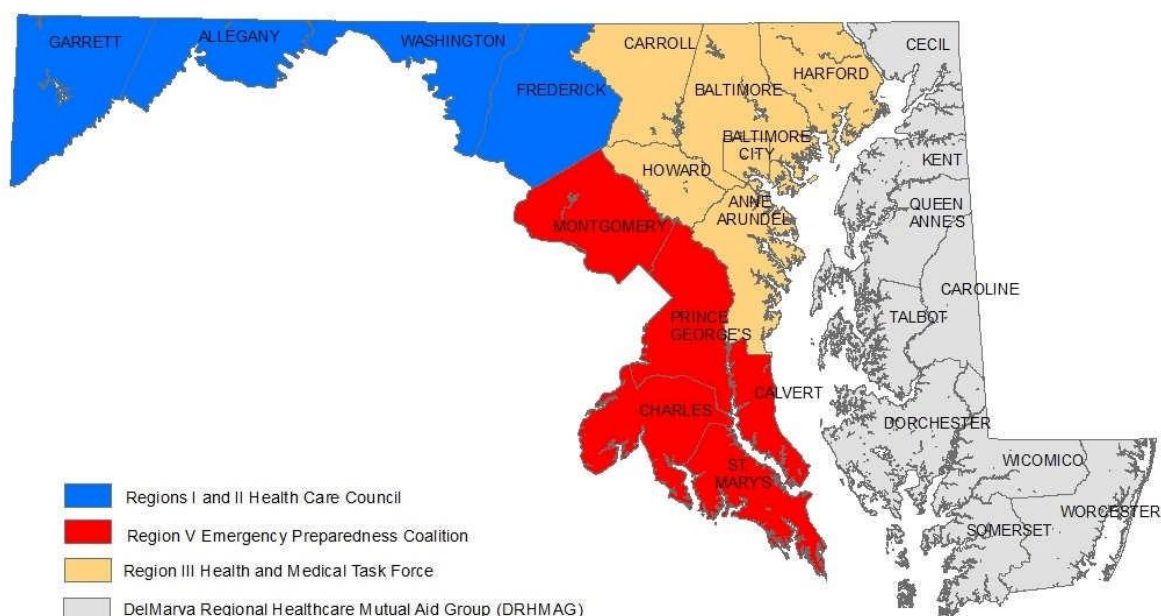 GARRETT
ALLEGANY
WASHINGTON
FREDERICK
CARROLL
BALTIMORE
HARFORD
CECIL
BALTIMORE
CITY
HOWARD
ANNE
ARUNDEL
KENT
QUEEN
ANNE'S
MONTGOMERY
CAROLINE
TALBOT
PRINCE
GEORGE'S
CALVERT
CHARLES
DORCHESTER
ST
MARY'S
WICOMICO
WORCESTER
SOMERSET
Regions I and II Health Care Council
Region V Emergency Preparedness Coalition
Region III Health and Medical Task Force
DelMarva Regional Healthcare Mutual Aid Group (DRHMAG)